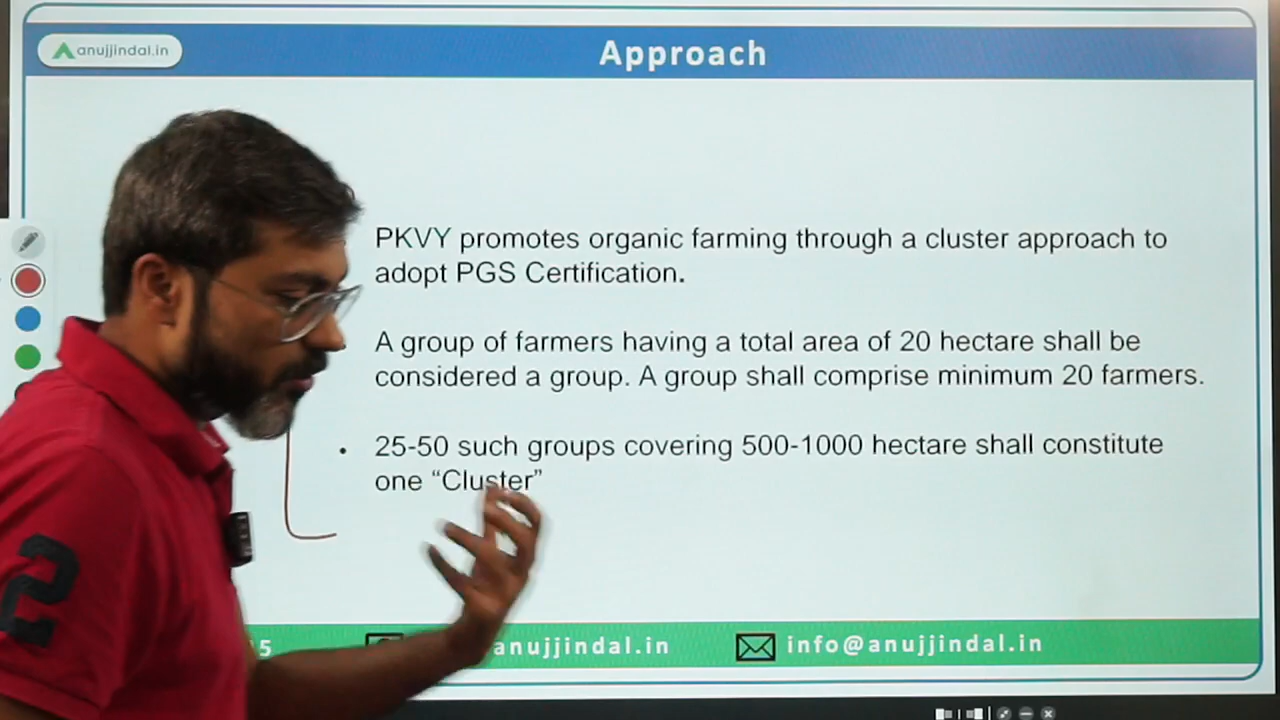 anujjindal.in
Approach
PKVY promotes organic farming through a cluster approach to
adopt PGS Certification.
A group of farmers having a total area of 20 hectare shall be
considered a group. A group shall comprise minimum 20 farmers.
• 25-50 such groups covering 500-1000 hectare shall constitute
one “Cluster”
2
5
anujjindal.in
info@anujjindal.in